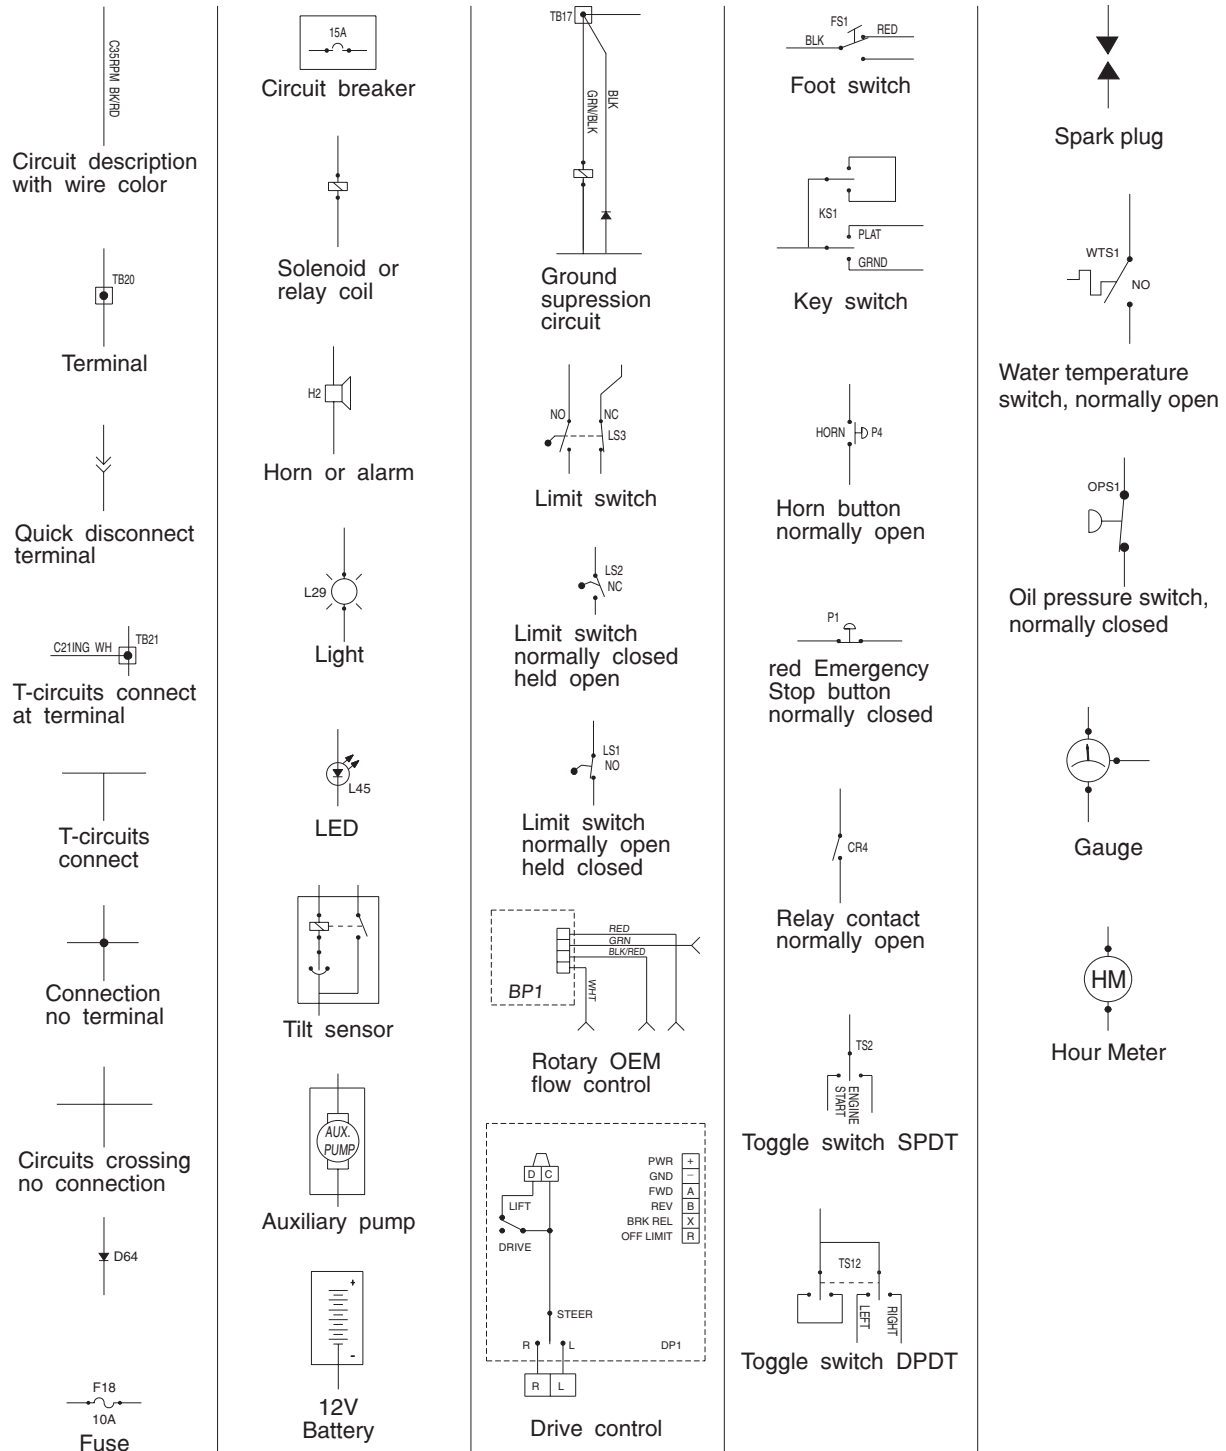 C35RPM BK/RD
Circuit description
with wire color
TB20
Terminal
Quick disconnect
terminal
C21ING WH
TB21
T-circuits connect
at terminal
T-circuits
connect
Connection
no terminal
Circuits crossing
no connection
D64
F18
10A
Fuse
15A
Circuit breaker
Solenoid or
relay coil
H2
Horn or alarm
L29
Light
L45
LED
Tilt sensor
AUX.
PUMP
Auxiliary pump
+
-
12V
Battery
TB17
GRN/BLK
BLK
Ground
supression
circuit
NO
NC
LS3
Limit switch
LS2
NC
Limit switch
normally closed
held open
LS1
NO
Limit switch
normally open
held closed
RED
GRN
BLK/RED
WHT
BP1
Rotary OEM
flow control
D C
LIFT
DRIVE
PWR +
GND –
FWD A
REV B
BRK REL X
OFF LIMIT R
STEER
R L
DP1
R L
Drive control
FS1
BLK
RED
Foot switch
KS1
PLAT
GRND
Key switch
HORN
P4
Horn button
normally open
P1
red Emergency
Stop button
normally closed
CR4
Relay contact
normally open
TS2
START
ENGINE
Toggle switch SPDT
TS12
LEFT
RIGHT
Toggle switch DPDT
Spark plug
WTS1
NO
Water temperature
switch, normally open
OPS1
Oil pressure switch,
normally closed
Gauge
HM
Hour Meter